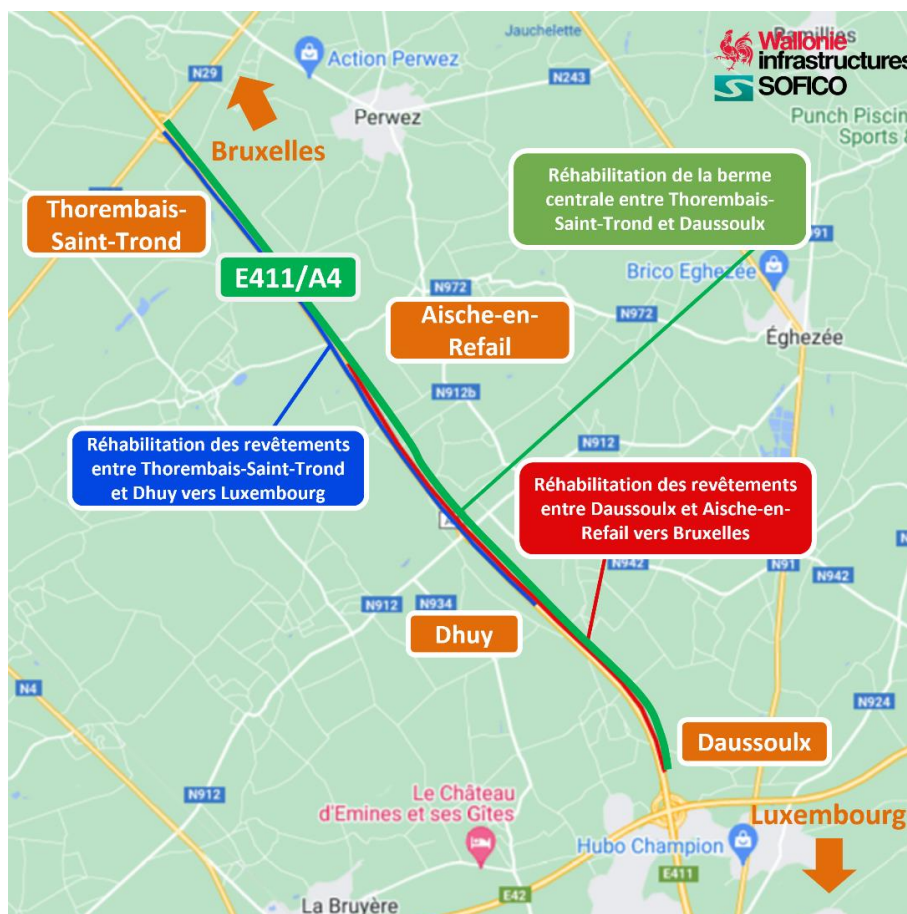 Jauchelette
Ramillies
Wallonie
infrastructures
SOFICO
N29
Action Perwez
N243
Punch Piscin
Sports &
Perwez
Bruxelles
Réhabilitation de la berme
centrale entre Thorembais-
Saint-Trond et Daussoulx
Thorembais-
Saint-Trond
N91
E411/A4
Brico Eghezée
N972
Aische-en-
Refail
N972
Éghezée
N912b
Réhabilitation des revêtements
entre Thorembais-Saint-Trond
et Dhuy vers Luxembourg
N912
Réhabilitation des revêtements
entre Daussoulx et Aische-en-
Refail vers Bruxelles
N942
N91
N942
N912
N934
Dhuy
N4
N924
Daussoulx
N912
Le Château
d'Emines et ses Gîtes
Luxembourg
Hubo Champion
E411
E42
La Bruyère